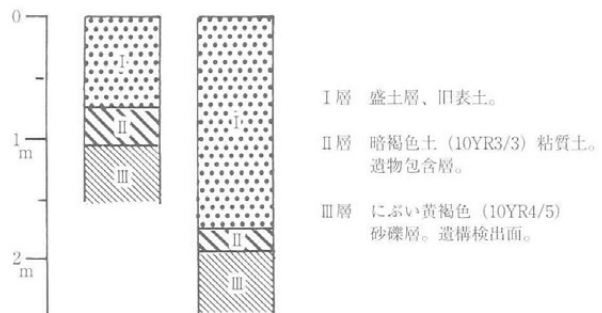 0
I
II
1
m
III
I
II
2
m
III
I層 盛土層、旧表土。
II層 暗褐色土（10YR3/3）粘質土。
遺物包含層。
III層 にぶい黄褐色（10YR4/5）
砂礫層。遺構検出面。